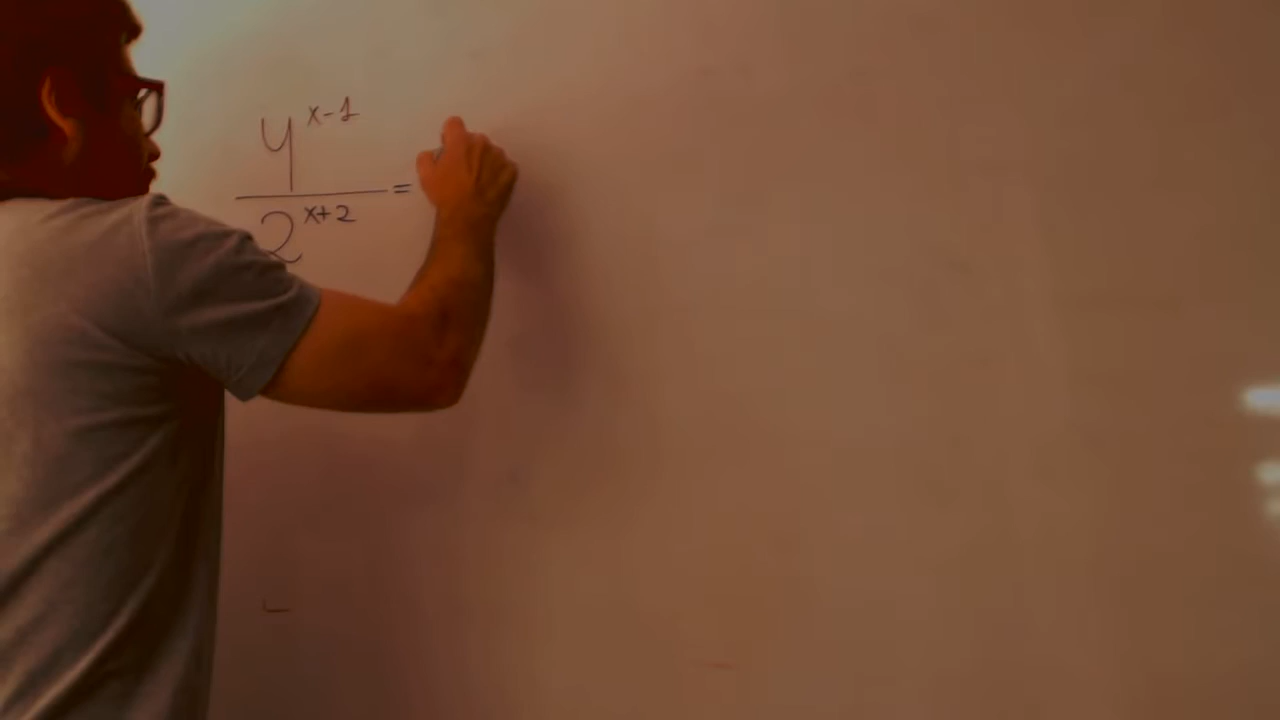 4^{x-1}
2^{x+2} =